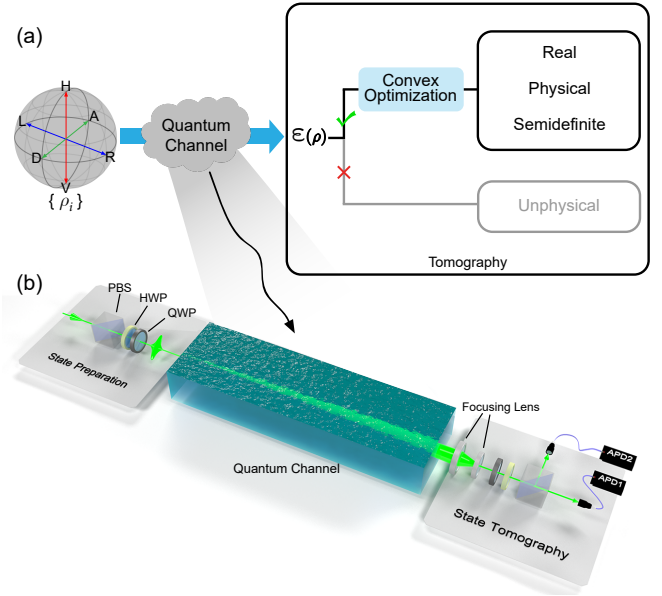 (a)
H
L
A
D
R
V
{ ρᵢ }
Quantum
Channel
ℰ(ρ)
Convex
Optimization
Real
Physical
Semidefinite
Unphysical
Tomography
(b)
PBS
HWP
QWP
State Preparation
Quantum Channel
Focusing Lens
APD2
APD1
State Tomography